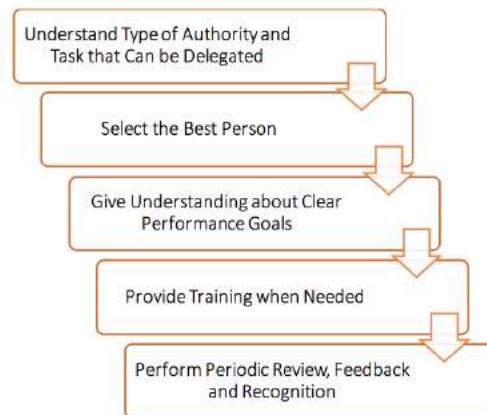 Understand Type of Authority and
Task that Can be Delegated
Select the Best Person
Give Understanding about Clear
Performance Goals
Provide Training when Needed
Perform Periodic Review, Feedback
and Recognition